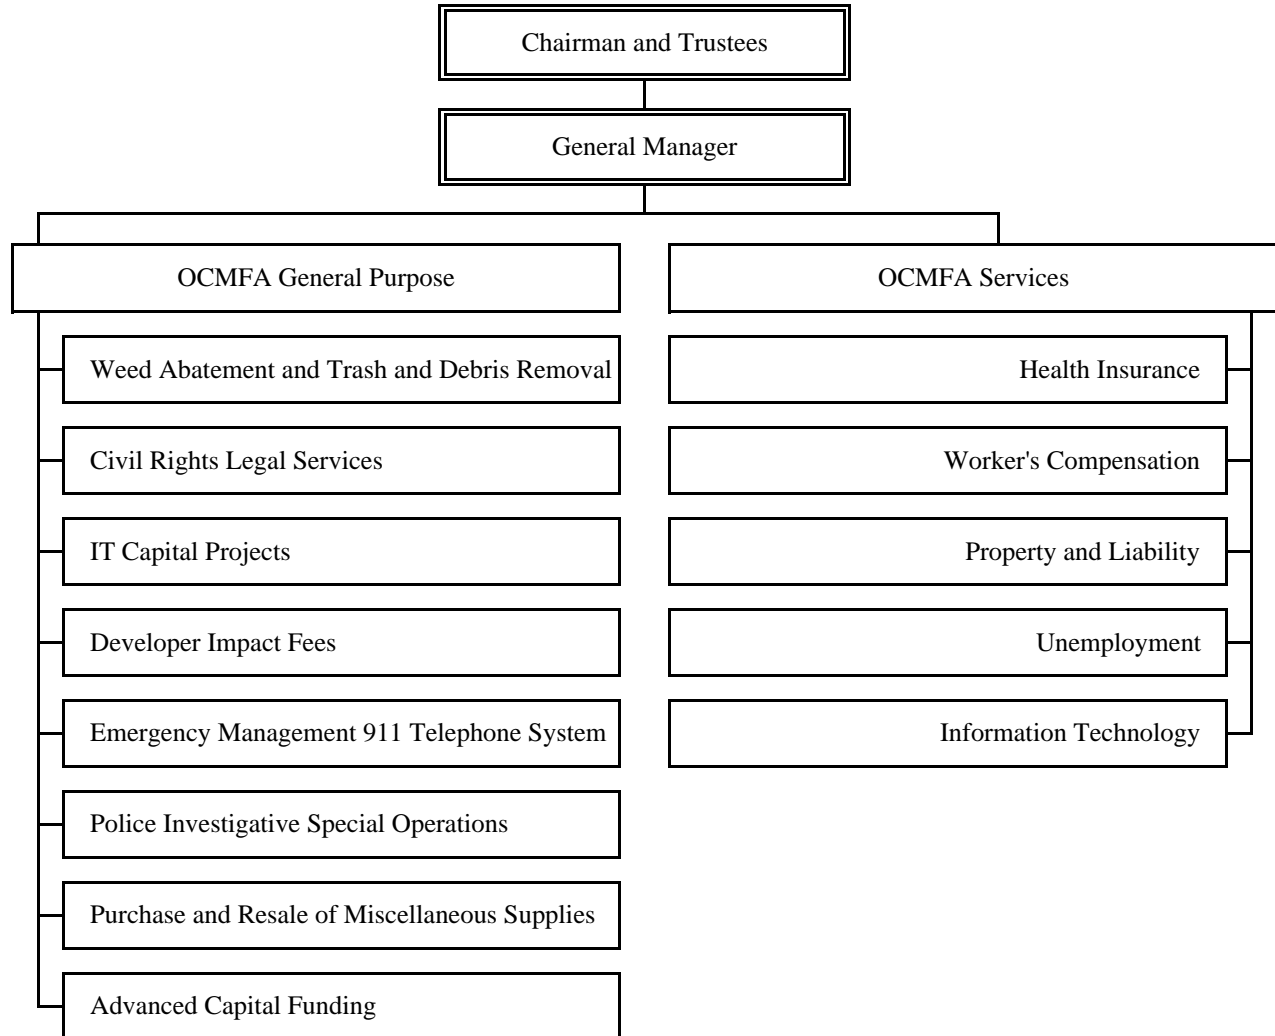 Chairman and Trustees
General Manager
OCMFA General Purpose
Weed Abatement and Trash and Debris Removal
Civil Rights Legal Services
IT Capital Projects
Developer Impact Fees
Emergency Management 911 Telephone System
Police Investigative Special Operations
Purchase and Resale of Miscellaneous Supplies
Advanced Capital Funding
OCMFA Services
Health Insurance
Worker's Compensation
Property and Liability
Unemployment
Information Technology